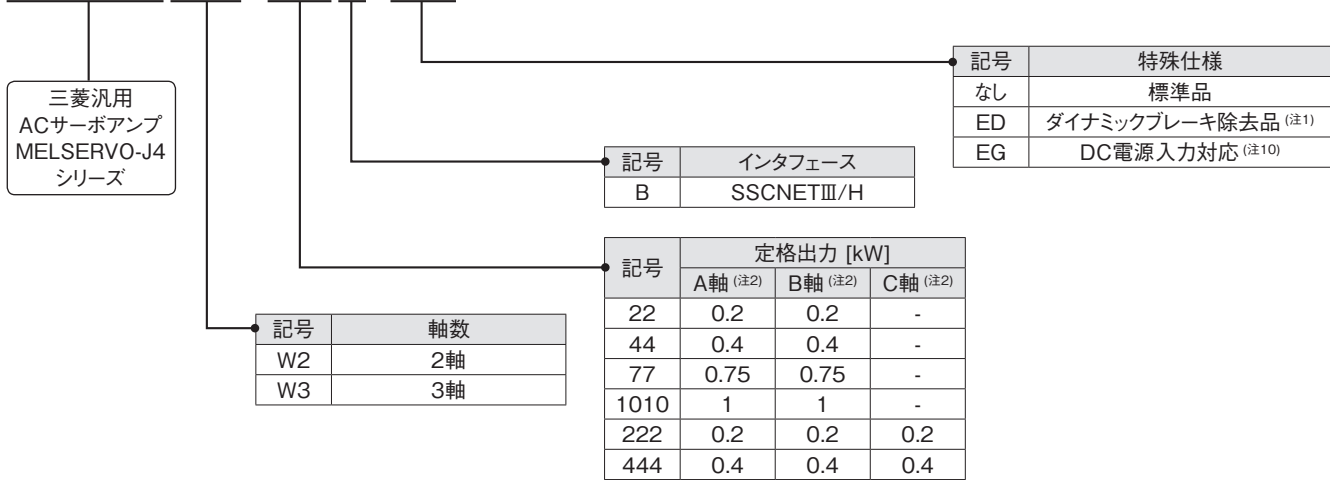 三菱汎用
ACサーボアンプ
MELSERVO-J4
シリーズ
記号 特殊仕様
なし 標準品
ED ダイナミックブレーキ除去品 (注1)
EG DC電源入力対応 (注10)
記号 インタフェース
B SSCNETⅢ/H
記号 定格出力 [kW]
A軸 (注2) B軸 (注2) C軸 (注2)
22 0.2 0.2 -
44 0.4 0.4 -
77 0.75 0.75 -
1010 1 1 -
222 0.2 0.2 0.2
444 0.4 0.4 0.4
記号 軸数
W2 2軸
W3 3軸